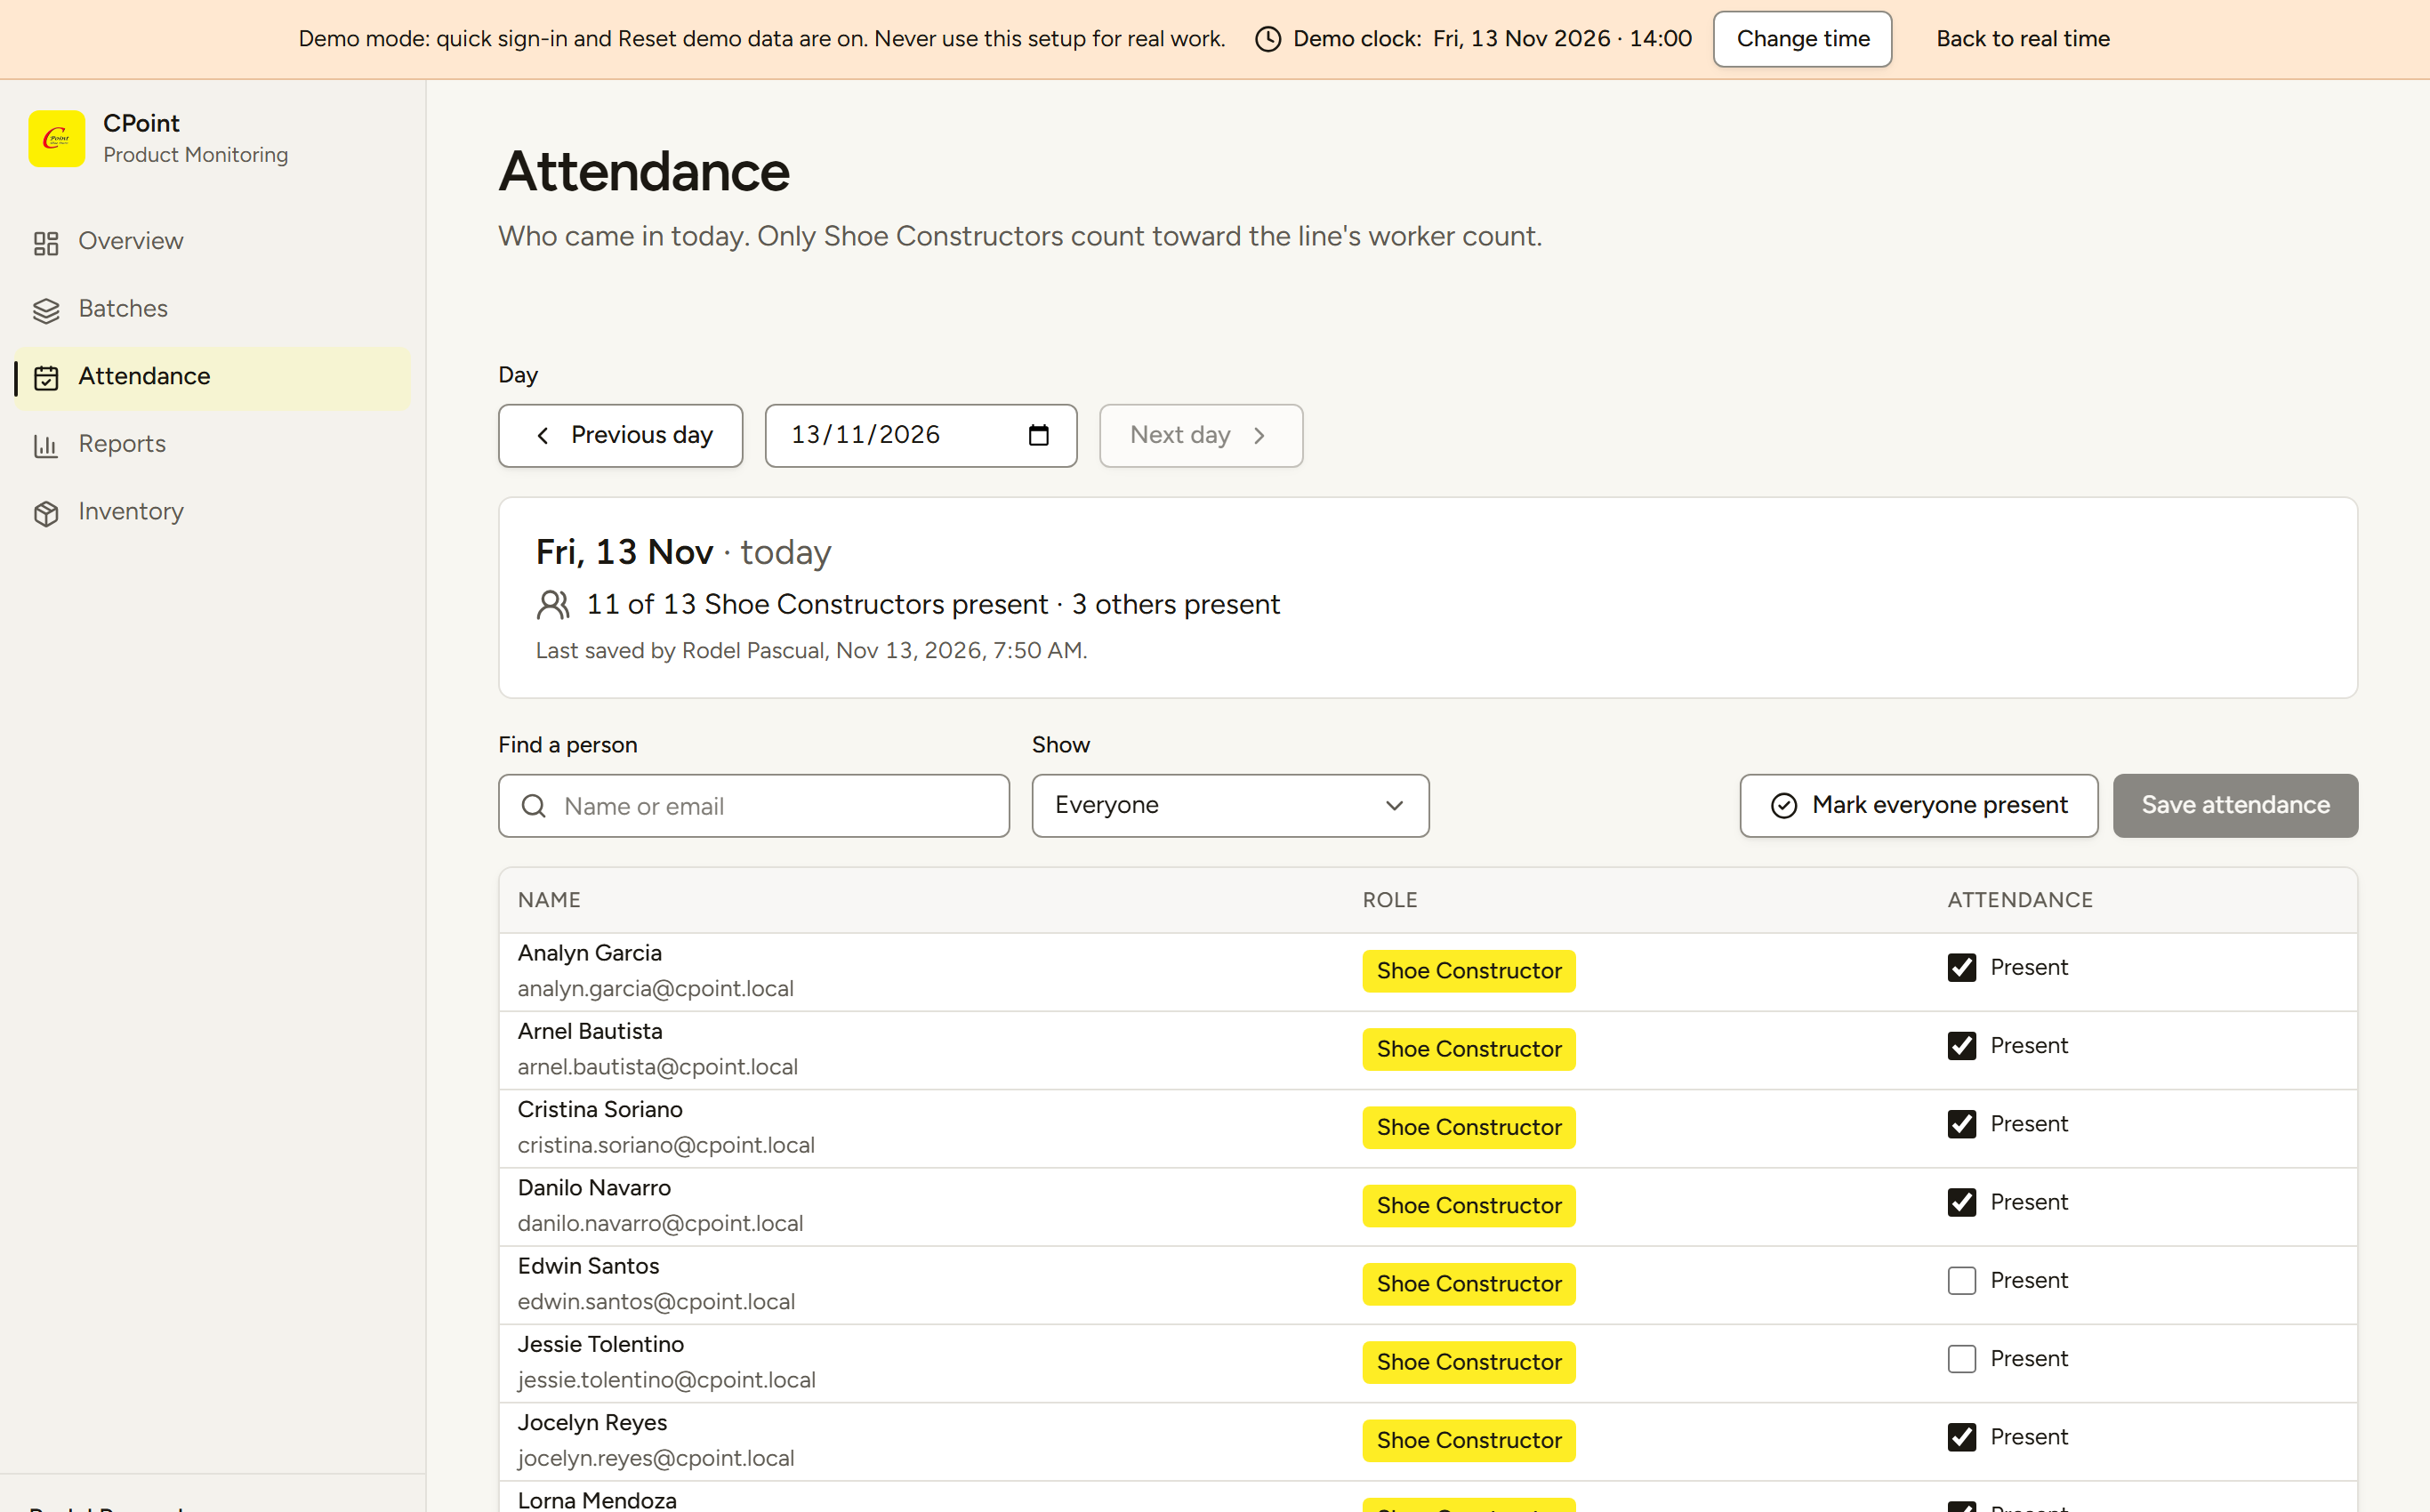 Demo mode: quick sign-in and Reset demo data are on. Never use this setup for real work. Demo clock: Fri, 13 Nov 2026 · 14:00 Change time Back to real time
CPoint
Product Monitoring
Overview
Batches
Attendance
Reports
Inventory
Attendance
Who came in today. Only Shoe Constructors count toward the line's worker count.
Day
Previous day 13/11/2026 Next day
Fri, 13 Nov · today
11 of 13 Shoe Constructors present · 3 others present
Last saved by Rodel Pascual, Nov 13, 2026, 7:50 AM.
Find a person Show
Name or email Everyone Mark everyone present Save attendance
NAME ROLE ATTENDANCE
Analyn Garcia
analyn.garcia@cpoint.local Shoe Constructor Present
Arnel Bautista
arnel.bautista@cpoint.local Shoe Constructor Present
Cristina Soriano
cristina.soriano@cpoint.local Shoe Constructor Present
Danilo Navarro
danilo.navarro@cpoint.local Shoe Constructor Present
Edwin Santos
edwin.santos@cpoint.local Shoe Constructor Present
Jessie Tolentino
jessie.tolentino@cpoint.local Shoe Constructor Present
Jocelyn Reyes
jocelyn.reyes@cpoint.local Shoe Constructor Present
Lorna Mendoza